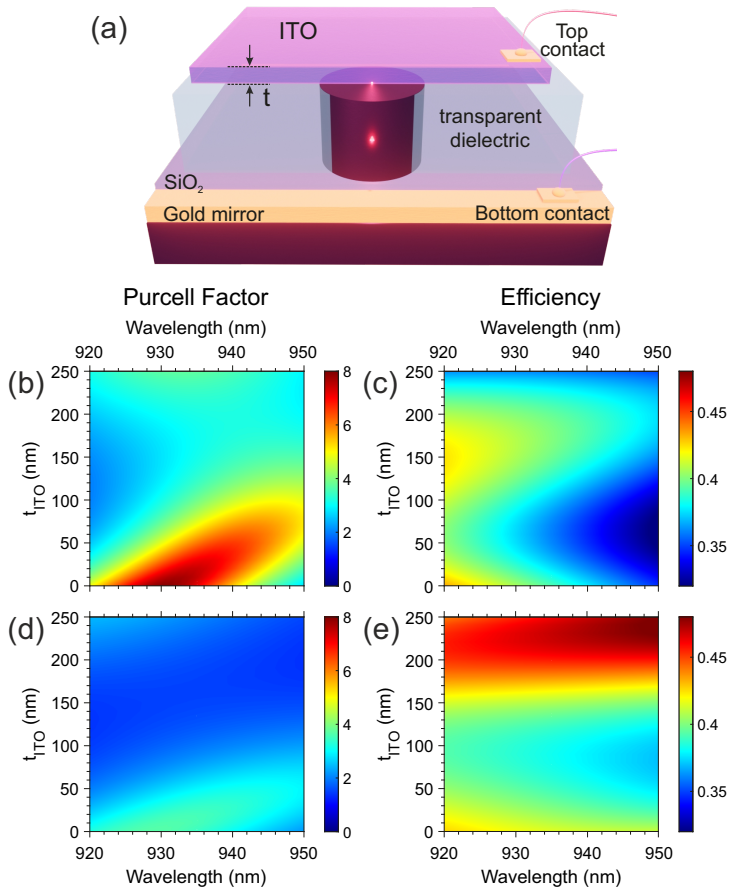 (a)
ITO
Top
contact
t
transparent
dielectric
SiO2
Gold mirror
Bottom contact
Purcell Factor
Efficiency
Wavelength (nm)
Wavelength (nm)
920 930 940 950
920 930 940 950
(b)
(c)
250
200
150
100
50
0
tITO (nm)
8
6
4
2
0
250
200
150
100
50
0
tITO (nm)
0.45
0.40
0.35
(d)
(e)
250
200
150
100
50
0
tITO (nm)
8
6
4
2
0
250
200
150
100
50
0
tITO (nm)
0.45
0.40
0.35
920 930 940 950
920 930 940 950
Wavelength (nm)
Wavelength (nm)